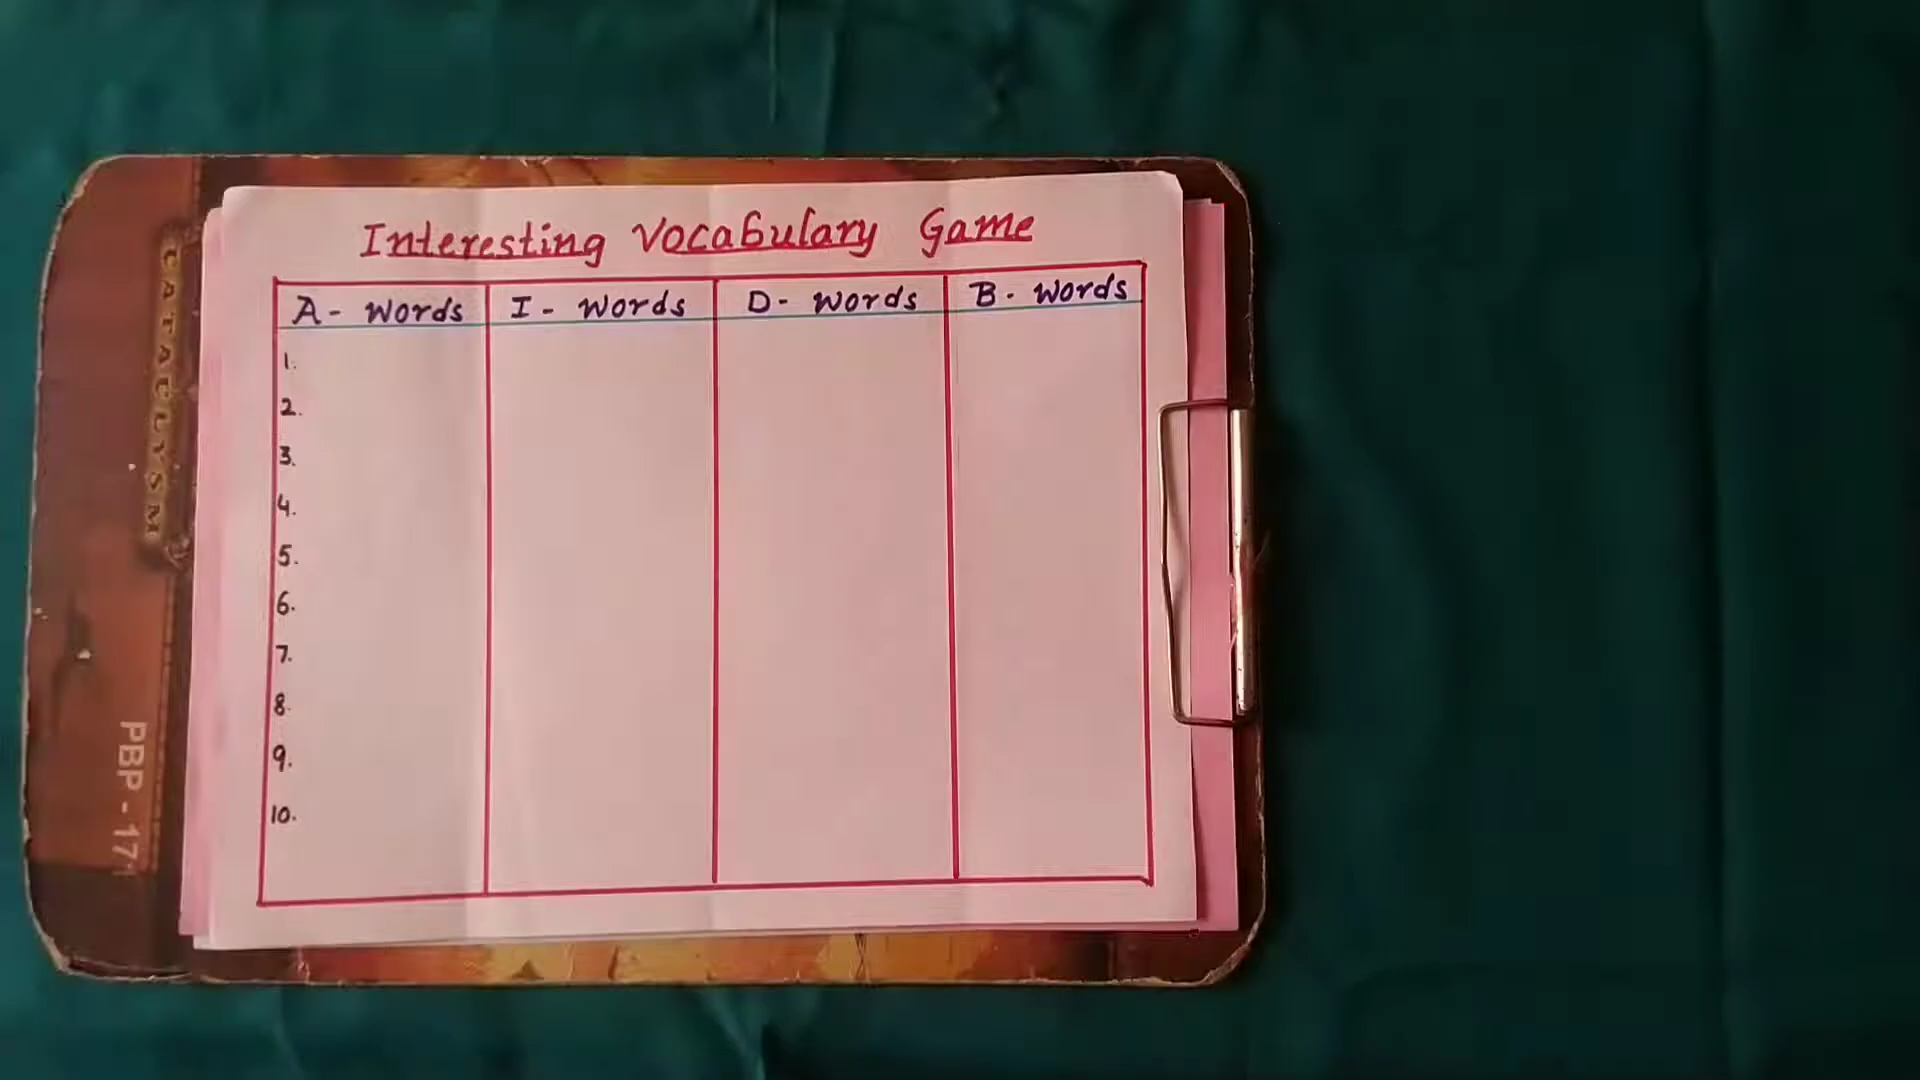 Interesting Vocabulary Game
A - Words I - Words D - Words B - Words
1.
2.
3.
4.
5.
6.
7.
8.
9.
10.
CATACLYSM
PBP - 171